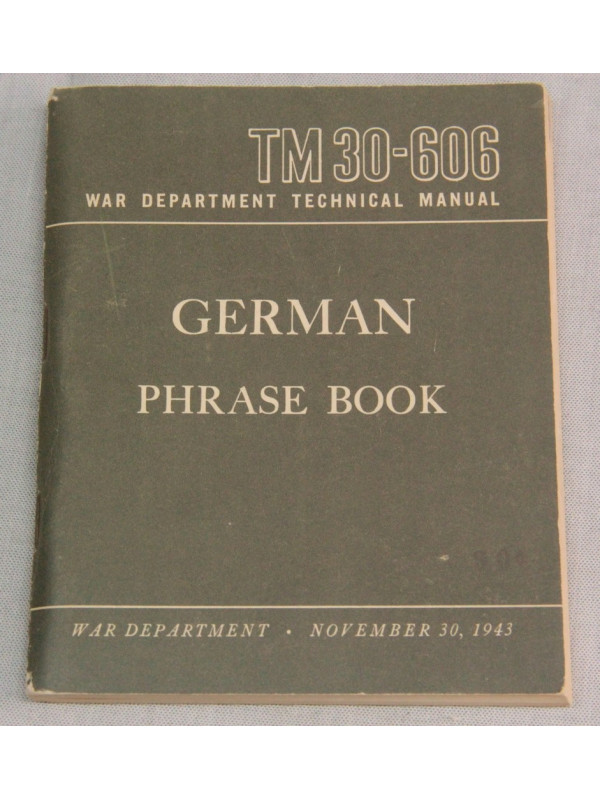 TM 30-606
WAR DEPARTMENT TECHNICAL MANUAL
GERMAN
PHRASE BOOK
WAR DEPARTMENT • NOVEMBER 30, 1943